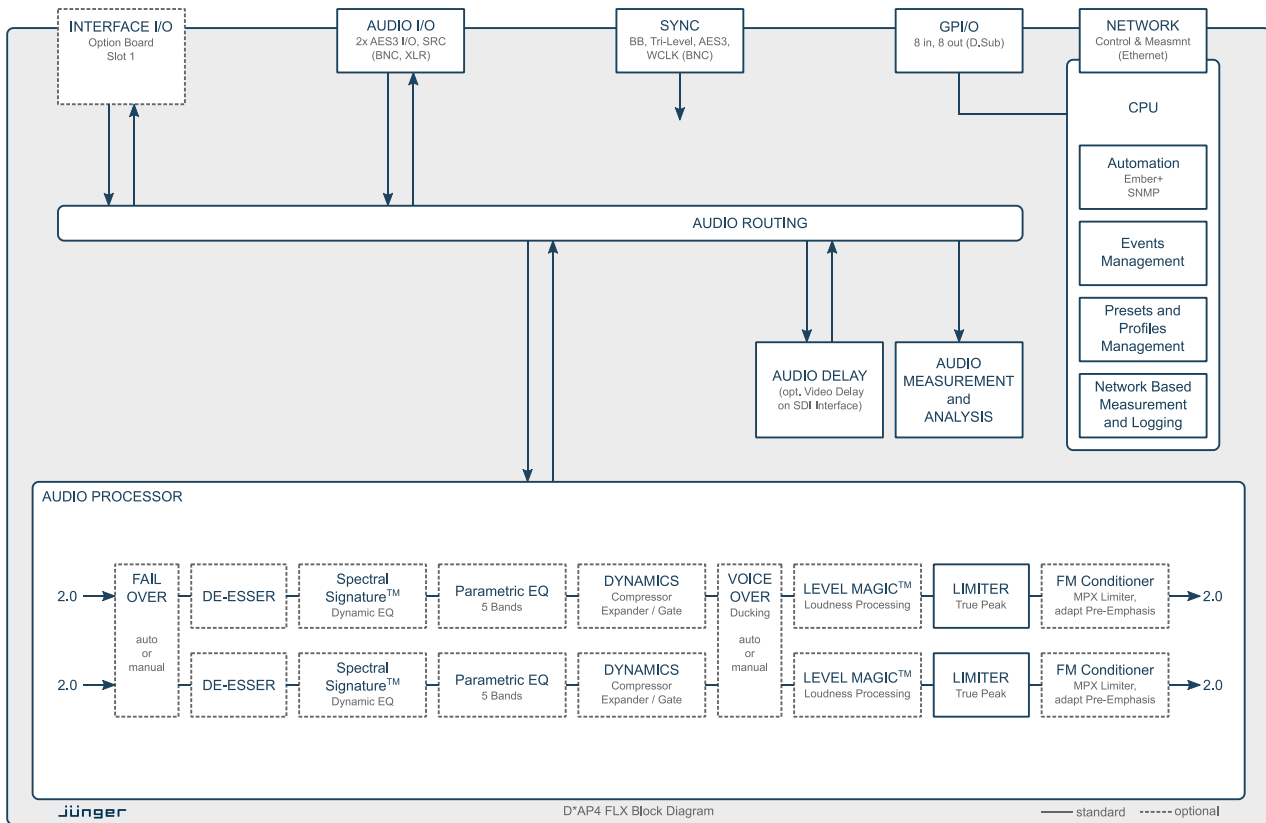 INTERFACE I/O
Option Board
Slot 1
AUDIO I/O
2x AES3 I/O, SRC
(BNC, XLR)
SYNC
BB, Tri-Level, AES3,
WCLK (BNC)
GPI/O
8 in, 8 out (D.Sub)
NETWORK
Control & Measmnt
(Ethernet)
CPU
Automation
Ember+
SNMP
Events
Management
Presets and
Profiles
Management
Network Based
Measurement
and Logging
AUDIO ROUTING
AUDIO DELAY
(opt. Video Delay
on SDI Interface)
AUDIO
MEASUREMENT
and
ANALYSIS
AUDIO PROCESSOR
2.0
FAIL
OVER
auto
or
manual
DE-ESSER
Spectral
Signature™
Dynamic EQ
Parametric EQ
5 Bands
DYNAMICS
Compressor
Expander / Gate
VOICE
OVER
Ducking
auto
or
manual
LEVEL MAGIC™
Loudness Processing
LIMITER
True Peak
FM Conditioner
MPX Limiter,
adapt Pre-Emphasis
2.0
2.0
DE-ESSER
Spectral
Signature™
Dynamic EQ
Parametric EQ
5 Bands
DYNAMICS
Compressor
Expander / Gate
LEVEL MAGIC™
Loudness Processing
LIMITER
True Peak
FM Conditioner
MPX Limiter,
adapt Pre-Emphasis
2.0
jünger
D*AP4 FLX Block Diagram
standard
optional